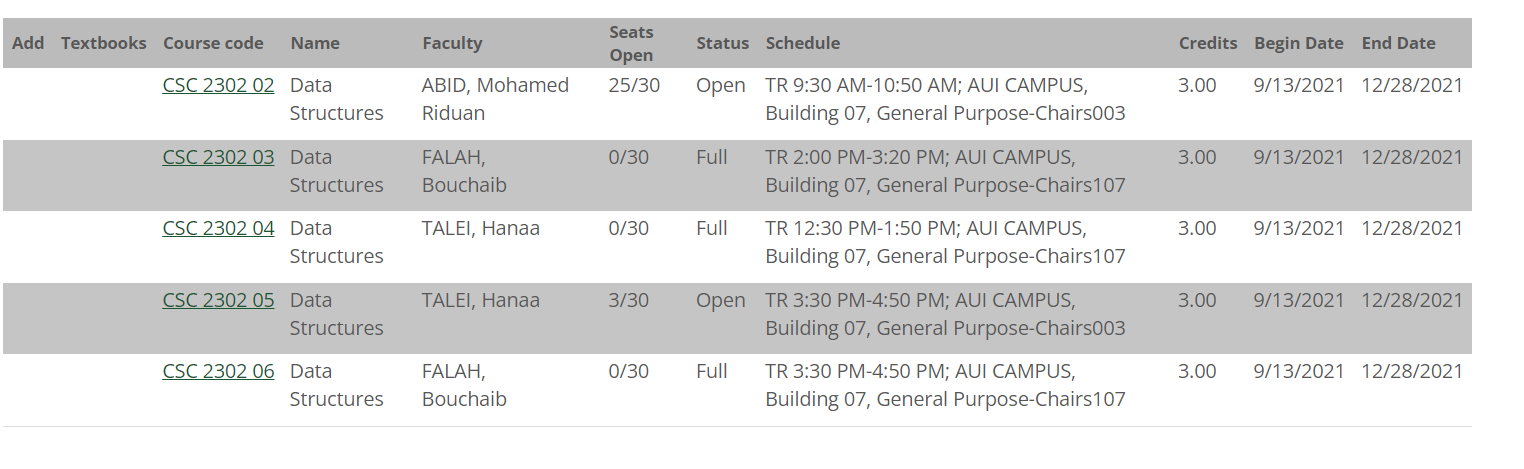 Add Textbooks Course code Name Faculty Seats Open Status Schedule Credits Begin Date End Date
CSC 2302 02 Data ABID, Mohamed 25/30 Open TR 9:30 AM-10:50 AM; AUI CAMPUS, 3.00 9/13/2021 12/28/2021
Structures Riduan Building 07, General Purpose-Chairs003
CSC 2302 03 Data FALAH, 0/30 Full TR 2:00 PM-3:20 PM; AUI CAMPUS, 3.00 9/13/2021 12/28/2021
Structures Bouchaib Building 07, General Purpose-Chairs107
CSC 2302 04 Data TALEI, Hanaa 0/30 Full TR 12:30 PM-1:50 PM; AUI CAMPUS, 3.00 9/13/2021 12/28/2021
Structures Building 07, General Purpose-Chairs107
CSC 2302 05 Data TALEI, Hanaa 3/30 Open TR 3:30 PM-4:50 PM; AUI CAMPUS, 3.00 9/13/2021 12/28/2021
Structures Building 07, General Purpose-Chairs003
CSC 2302 06 Data FALAH, 0/30 Full TR 3:30 PM-4:50 PM; AUI CAMPUS, 3.00 9/13/2021 12/28/2021
Structures Bouchaib Building 07, General Purpose-Chairs107